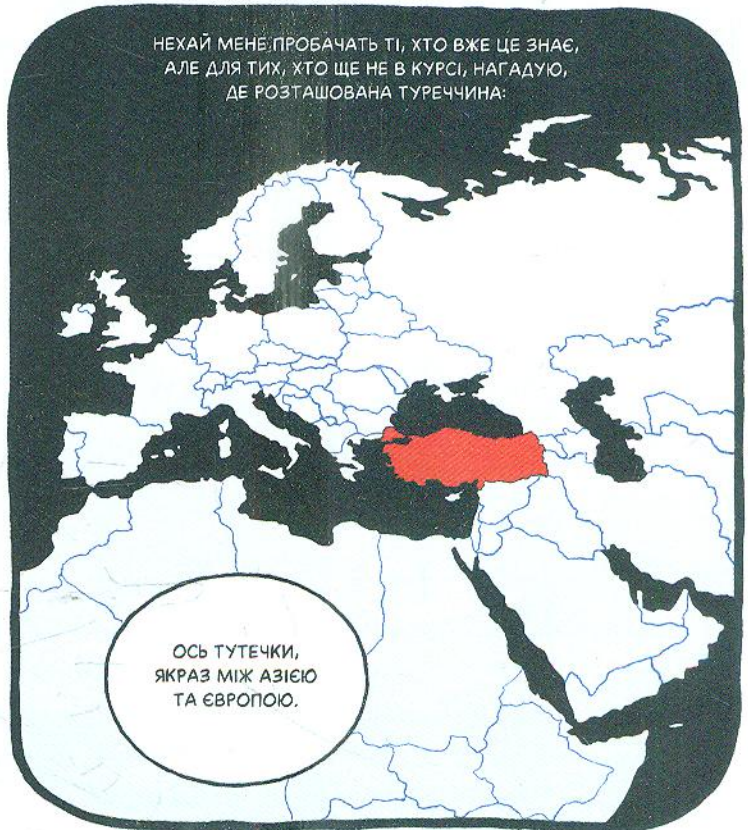 НЕХАЙ МЕНЕ ПРОБАЧАТЬ ТІ, ХТО ВЖЕ ЦЕ ЗНАЄ,
АЛЕ ДЛЯ ТИХ, ХТО ЩЕ НЕ В КУРСІ, НАГАДУЮ,
ДЕ РОЗТАШОВАНА ТУРЕЧЧИНА:
ОСЬ ТУТЕЧКИ,
ЯКРАЗ МІЖ АЗІЄЮ
ТА ЄВРОПОЮ.